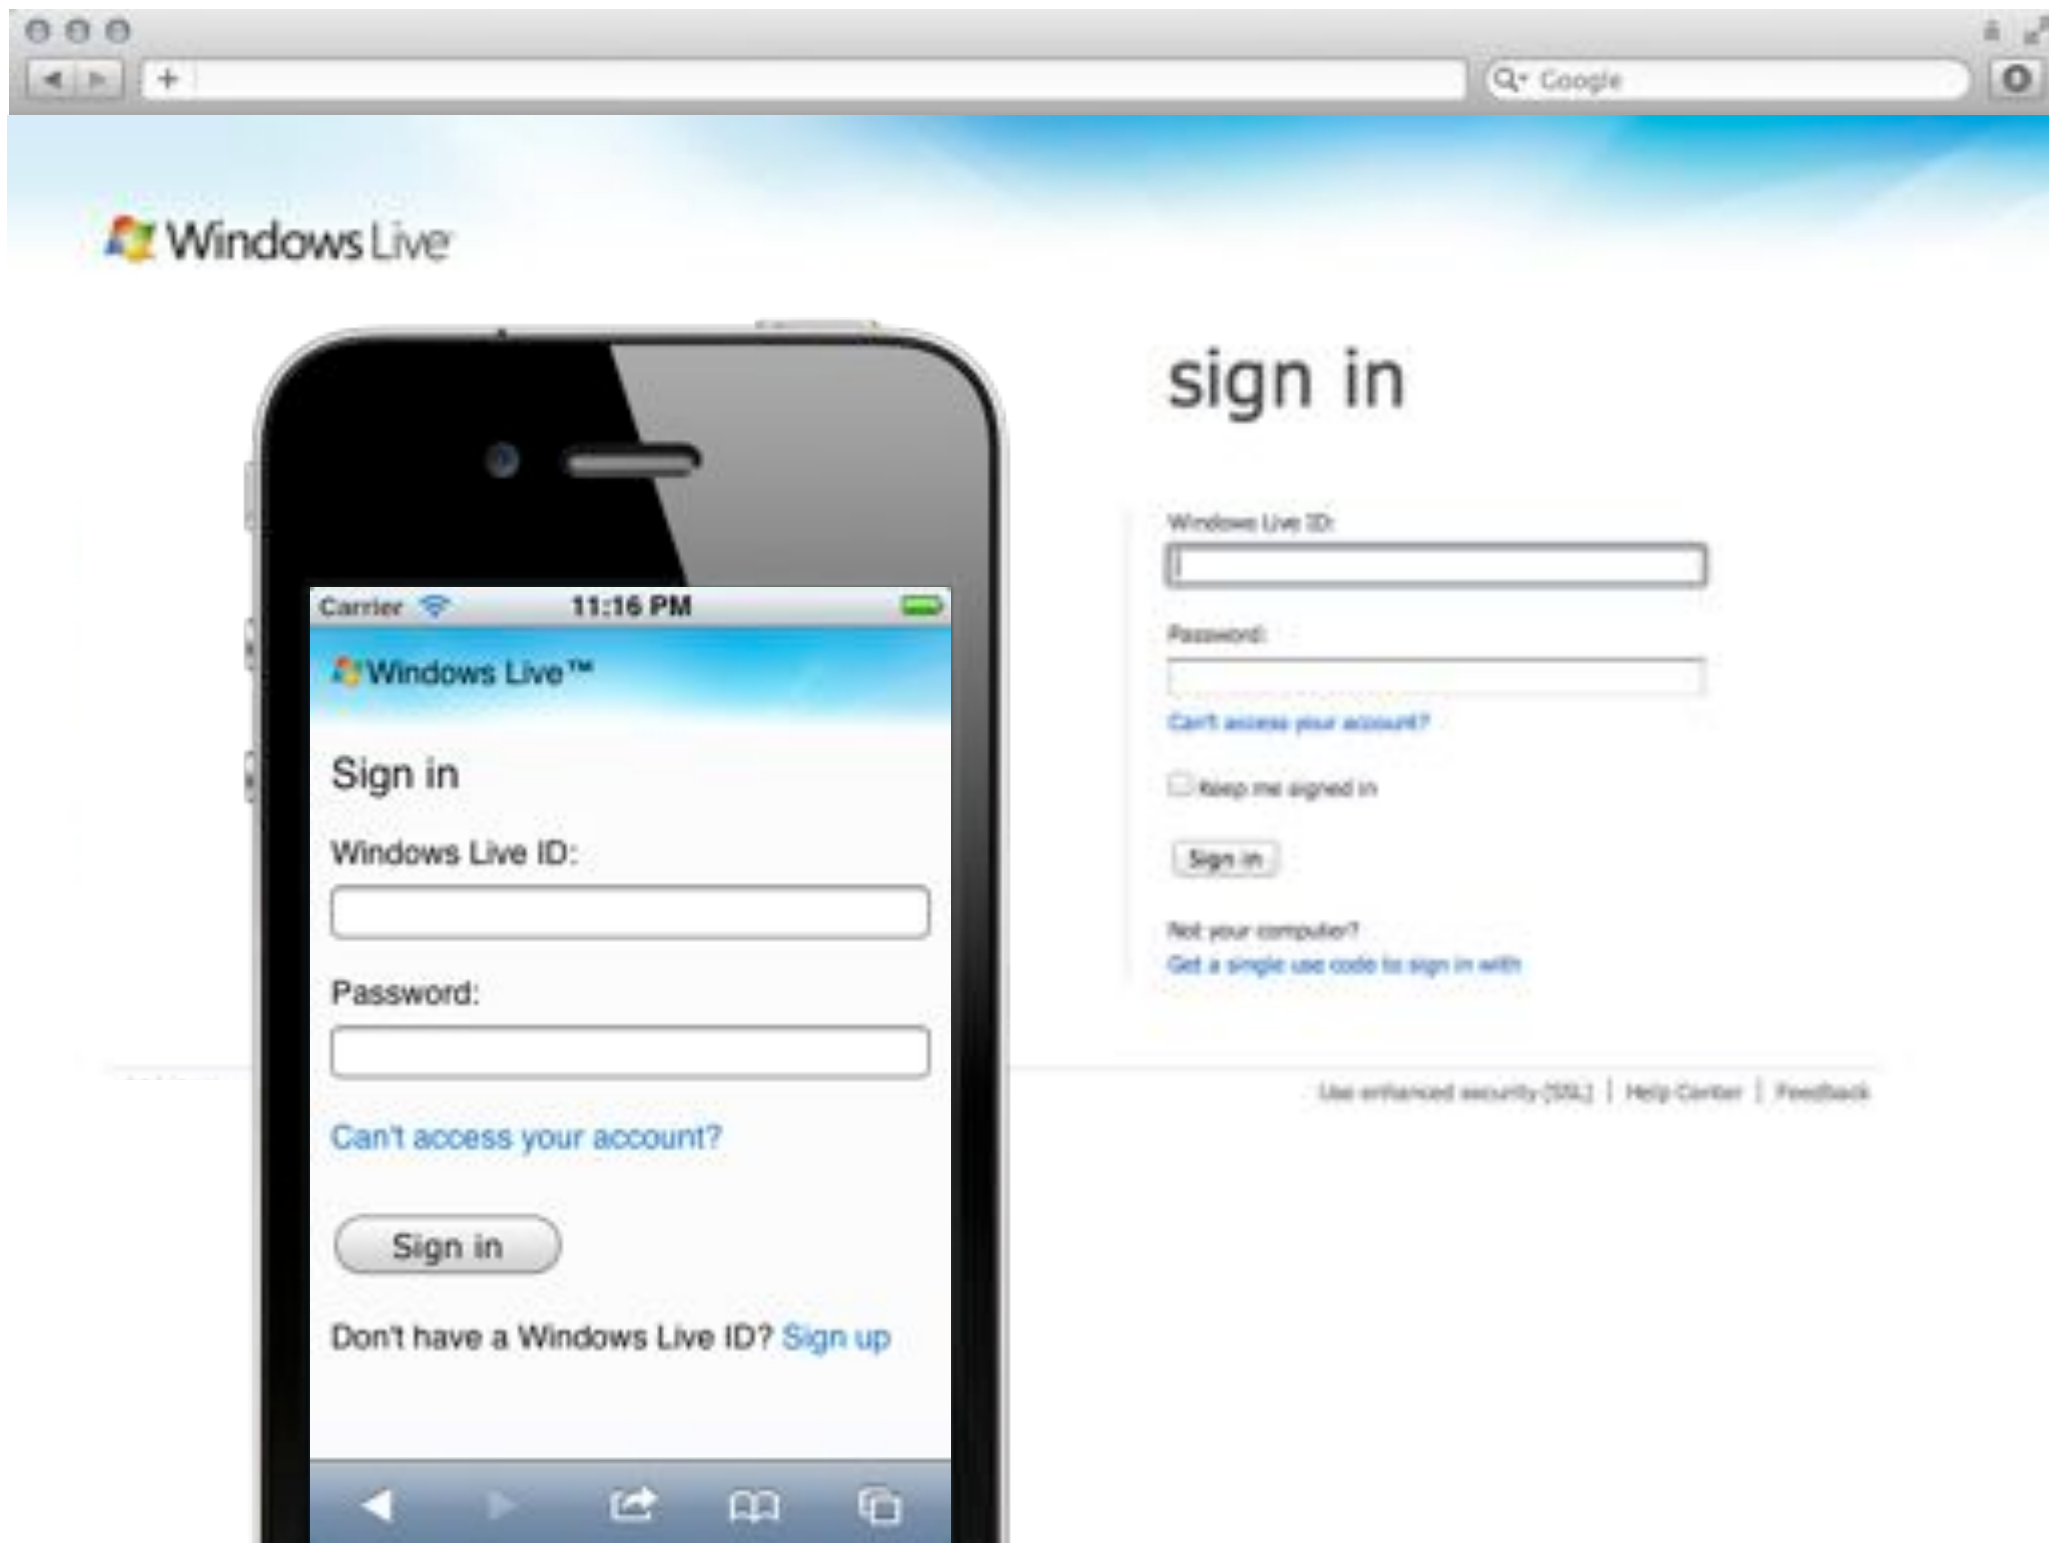 Google
Windows Live
sign in
Windows Live ID:
Password:
Can't access your account?
Keep me signed in
Sign in
Not your computer?
Get a single use code to sign in with
Use enhanced security (SSL) | Help Center | Feedback
Carrier 11:16 PM
Windows Live™
Sign in
Windows Live ID:
Password:
Can't access your account?
Sign in
Don't have a Windows Live ID? Sign up